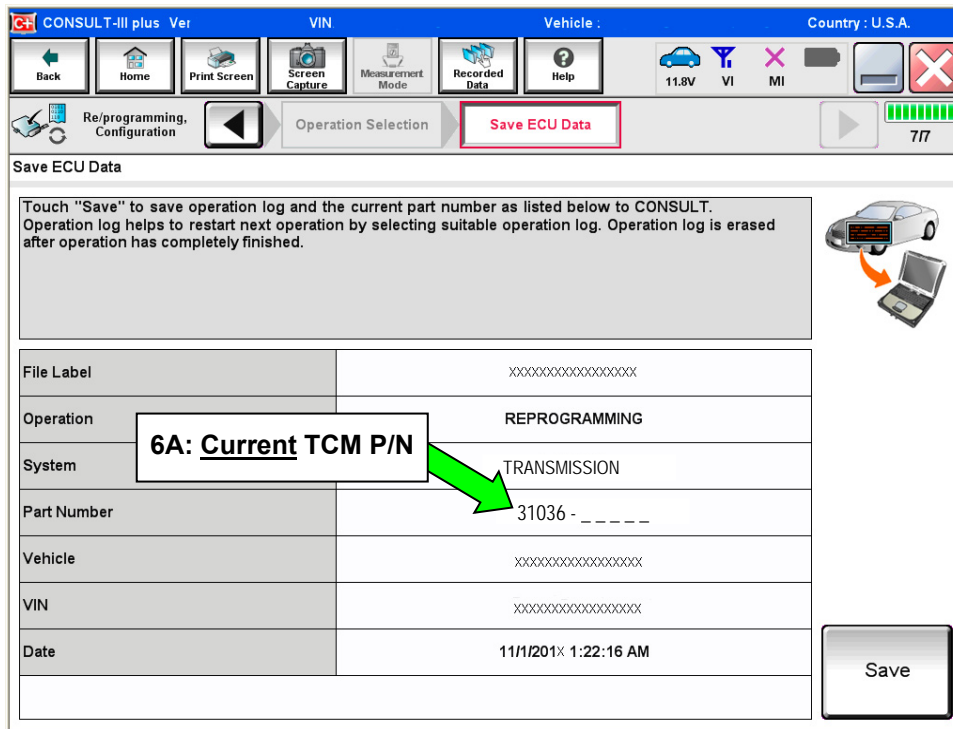 C+ CONSULT-III plus Ver VIN Vehicle : Country : U.S.A.
Back Home Print Screen Screen Capture Measurement Mode Recorded Data Help 11.8V VI MI
Re/programming, Configuration Operation Selection Save ECU Data 7/7
Save ECU Data
Touch "Save" to save operation log and the current part number as listed below to CONSULT.
Operation log helps to restart next operation by selecting suitable operation log. Operation log is erased
after operation has completely finished.
File Label XXXXXXXXXXXXXXXXX
Operation REPROGRAMMING
6A: Current TCM P/N
System TRANSMISSION
Part Number 31036 - _ _ _ _ _
Vehicle XXXXXXXXXXXXXXXXX
VIN XXXXXXXXXXXXXXXXX
Date 11/1/201X 1:22:16 AM
Save